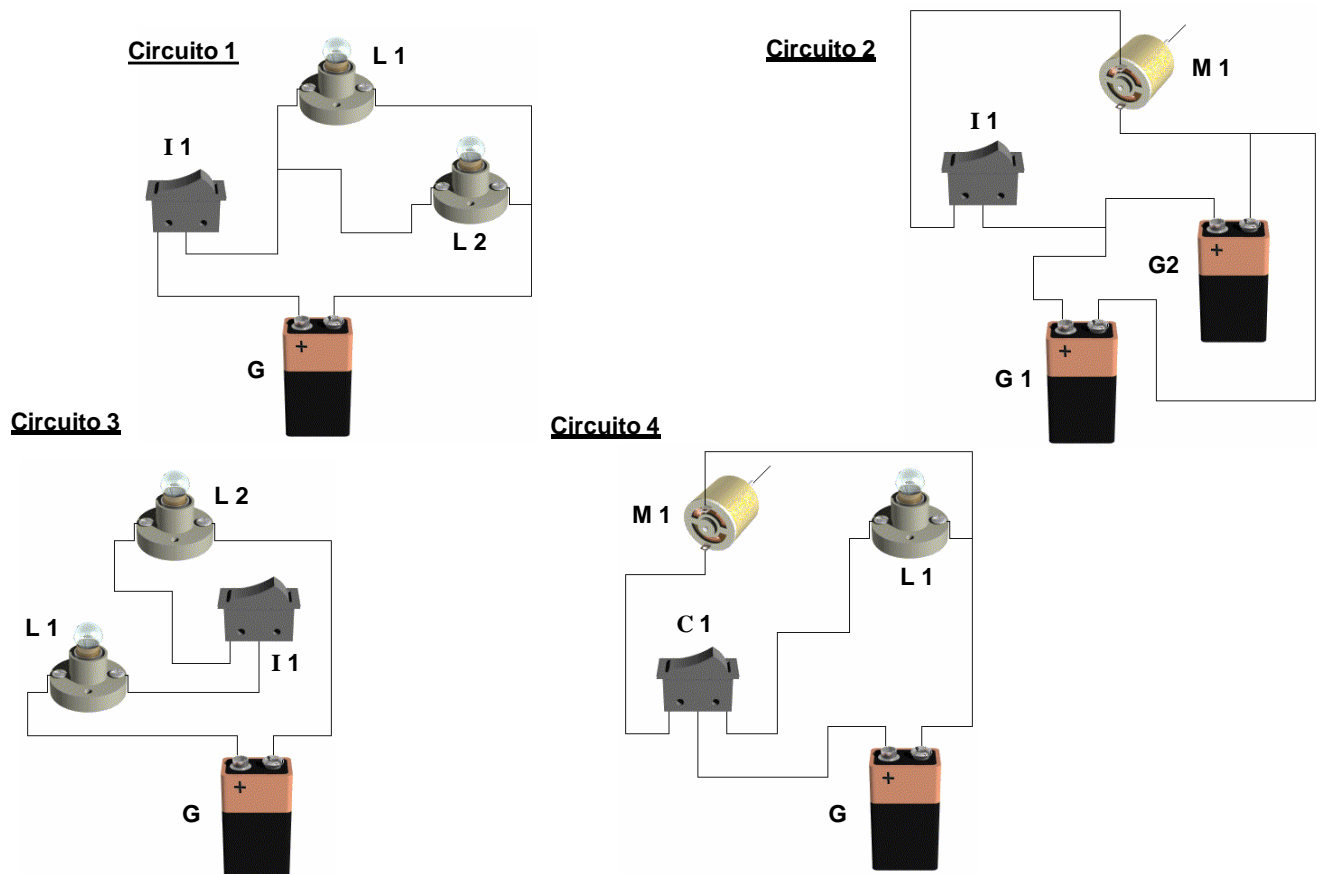 Circuito 1
L 1
I 1
L 2
+
G
Circuito 2
M 1
I 1
+
G2
+
G 1
Circuito 3
L 2
L 1
I 1
+
G
Circuito 4
M 1
L 1
C 1
+
G